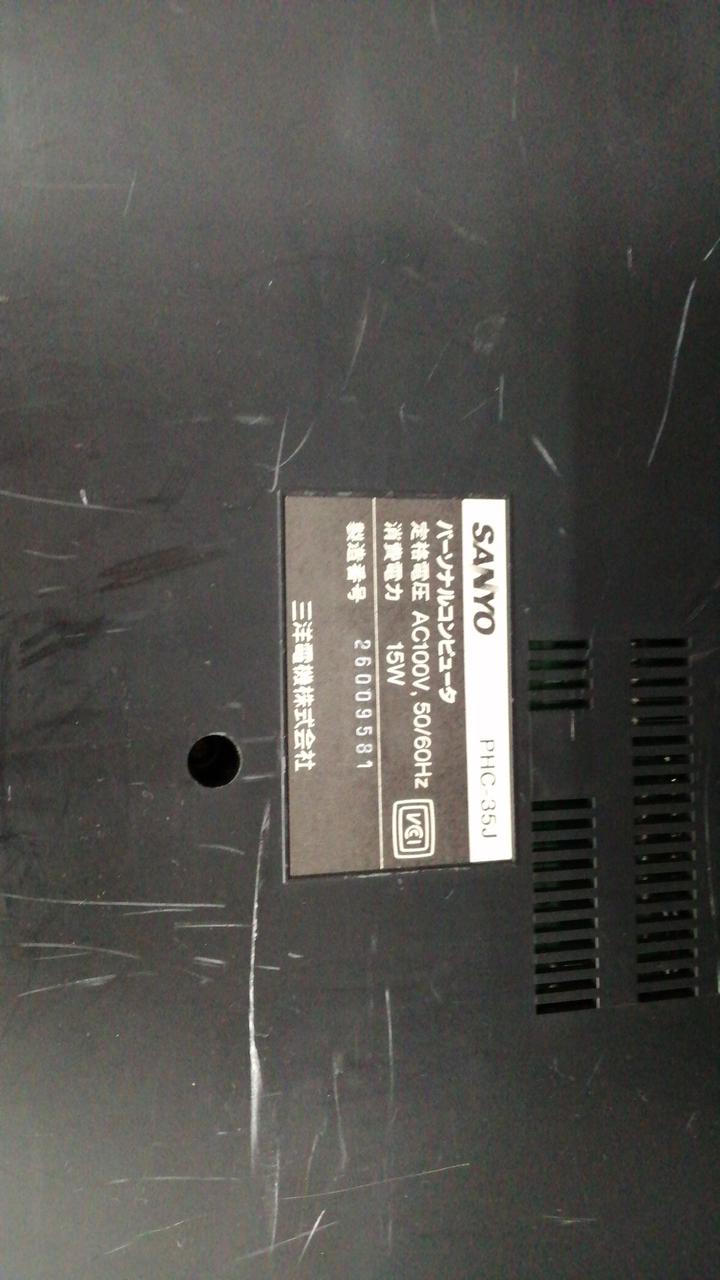 SANYO PHC-35J
パーソナルコンピュータ
定格電圧 AC100V, 50/60Hz
消費電力 15W
VCCI
製造番号 26009581
三洋電機株式会社